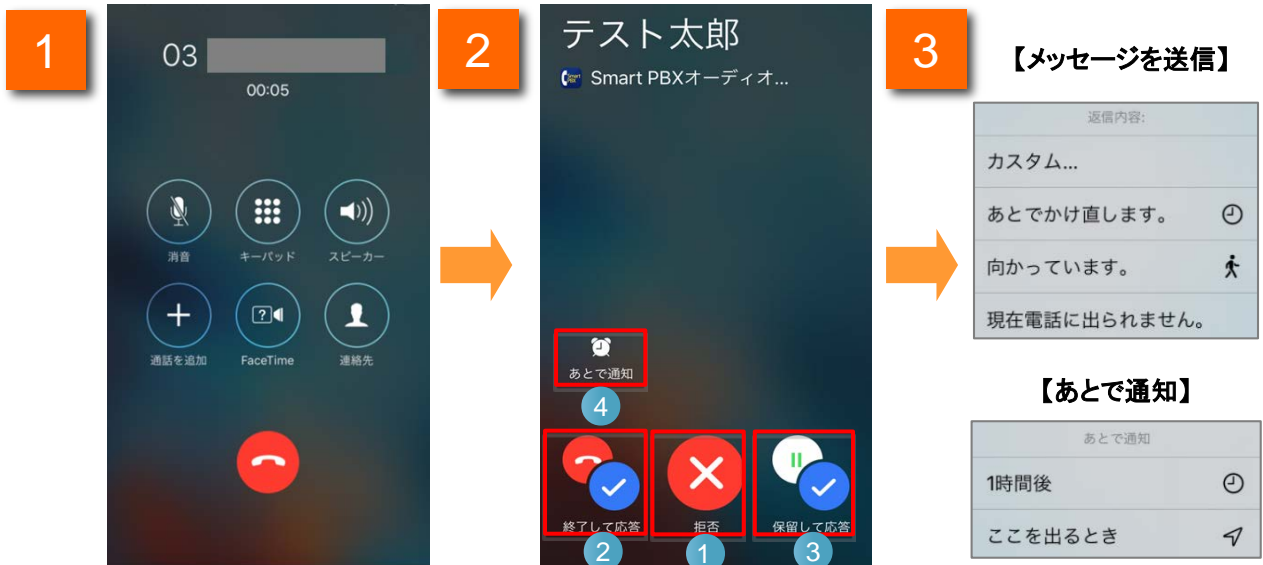 1
03
00:05
消音
キーパッド
スピーカー
通話を追加
FaceTime
連絡先
2
テスト太郎
Smart PBXオーディオ...
あとで通知
4
終了して応答
拒否
保留して応答
2
1
3
3
【メッセージを送信】
返信内容:
カスタム...
あとでかけ直します。
向かっています。
現在電話に出られません。
【あとで通知】
あとで通知
1時間後
ここを出るとき